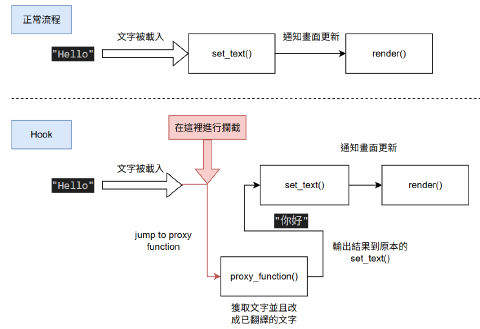 正常流程
文字被載入
通知畫面更新
"Hello"
set_text()
render()
在這裡進行攔截
Hook
通知畫面更新
文字被載入
"Hello"
set_text()
render()
"你好"
jump to proxy
function
輸出結果到原本的
set_text()
proxy_function()
獲取文字並且改
成已翻譯的文字